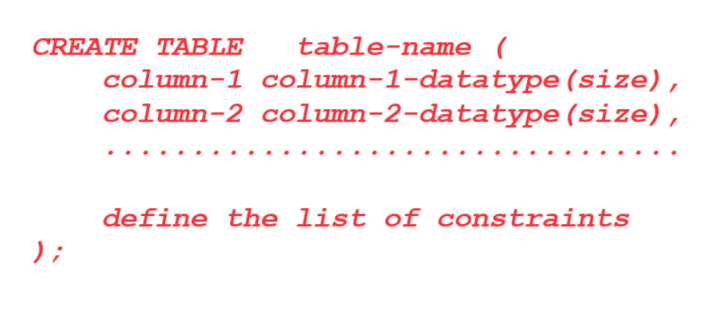 CREATE TABLE table-name (
column-1 column-1-datatype(size),
column-2 column-2-datatype(size),
.................................
define the list of constraints
);